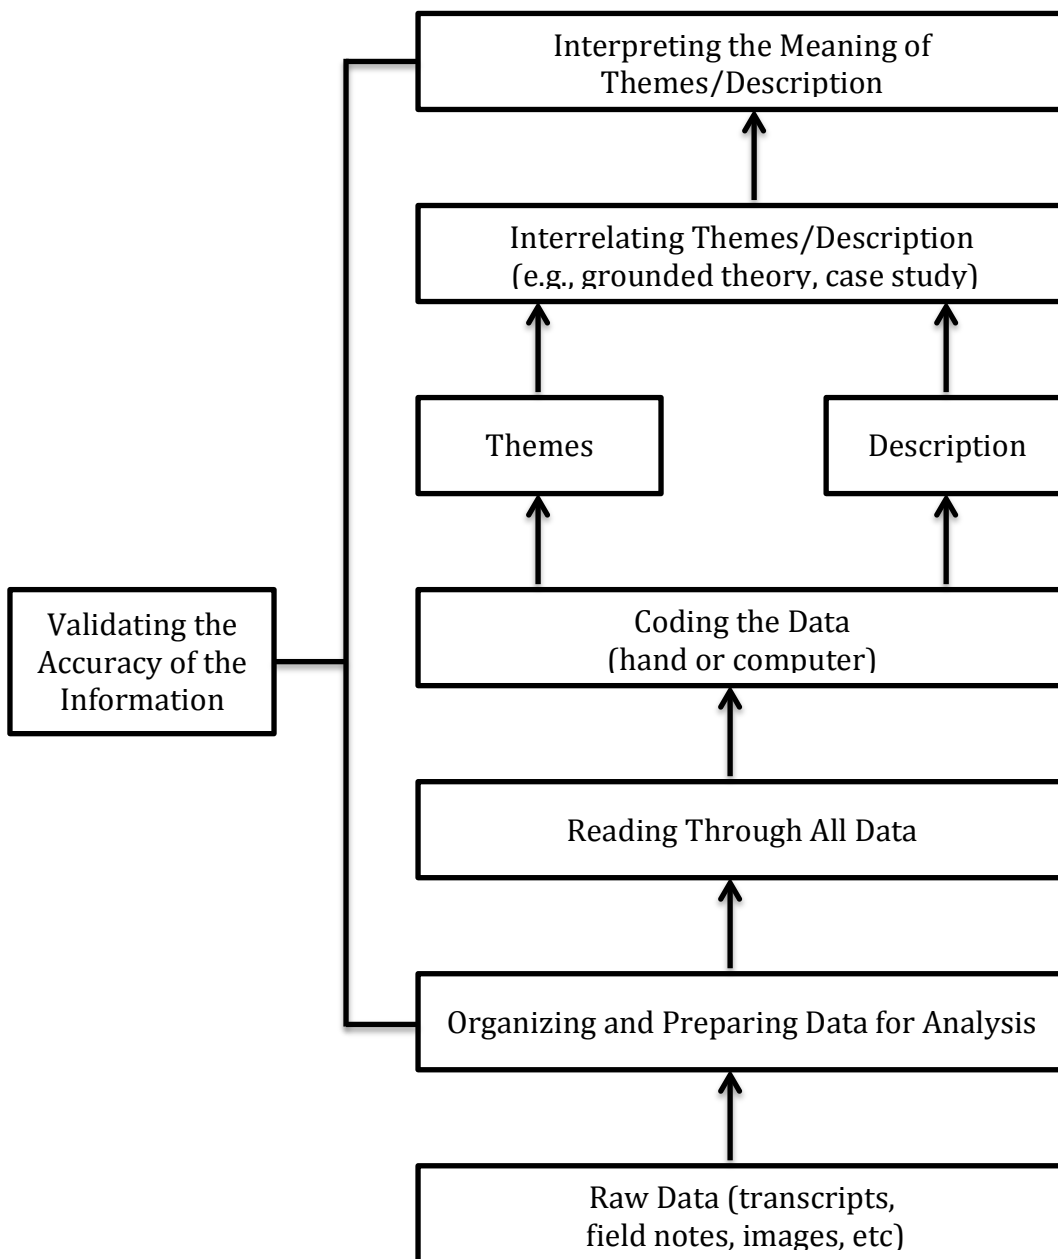 Interpreting the Meaning of
Themes/Description
Interrelating Themes/Description
(e.g., grounded theory, case study)
Themes
Description
Validating the
Accuracy of the
Information
Coding the Data
(hand or computer)
Reading Through All Data
Organizing and Preparing Data for Analysis
Raw Data (transcripts,
field notes, images, etc)